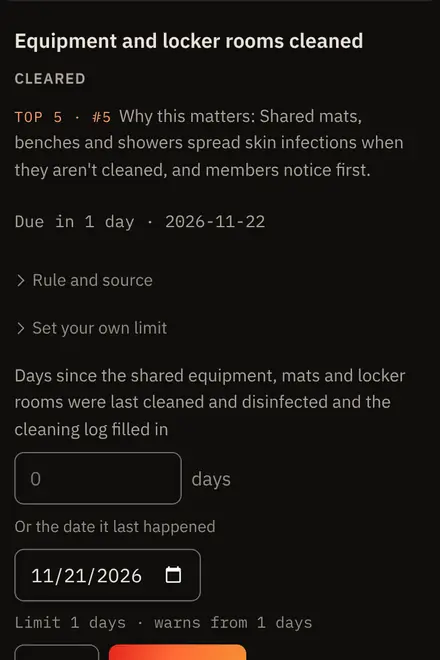 Equipment and locker rooms cleaned
CLEARED
TOP 5 · #5 Why this matters: Shared mats,
benches and showers spread skin infections when
they aren't cleaned, and members notice first.
Due in 1 day · 2026-11-22
Rule and source
Set your own limit
Days since the shared equipment, mats and locker
rooms were last cleaned and disinfected and the
cleaning log filled in
0 days
Or the date it last happened
11/21/2026
Limit 1 days · warns from 1 days